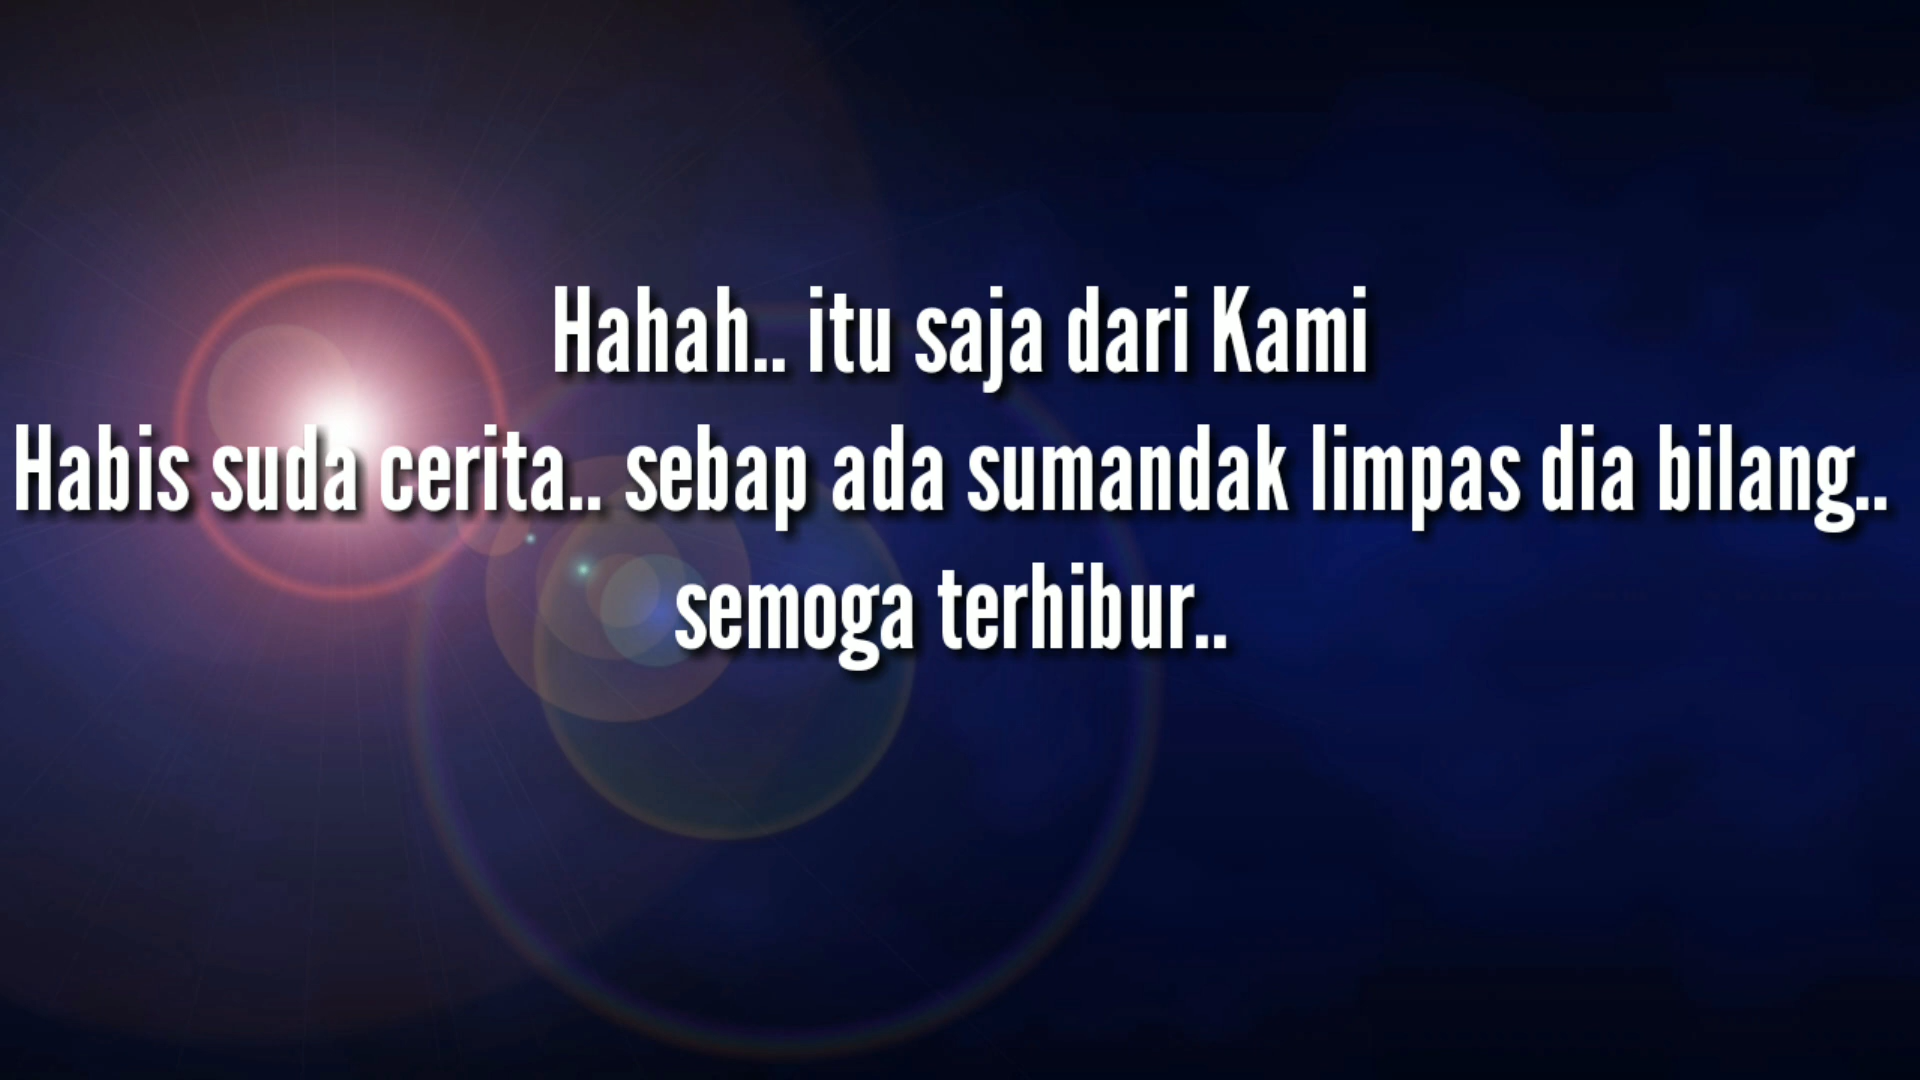 Hahah.. itu saja dari Kami
Habis suda cerita.. sebap ada sumandak limpas dia bilang..
semoga terhibur..